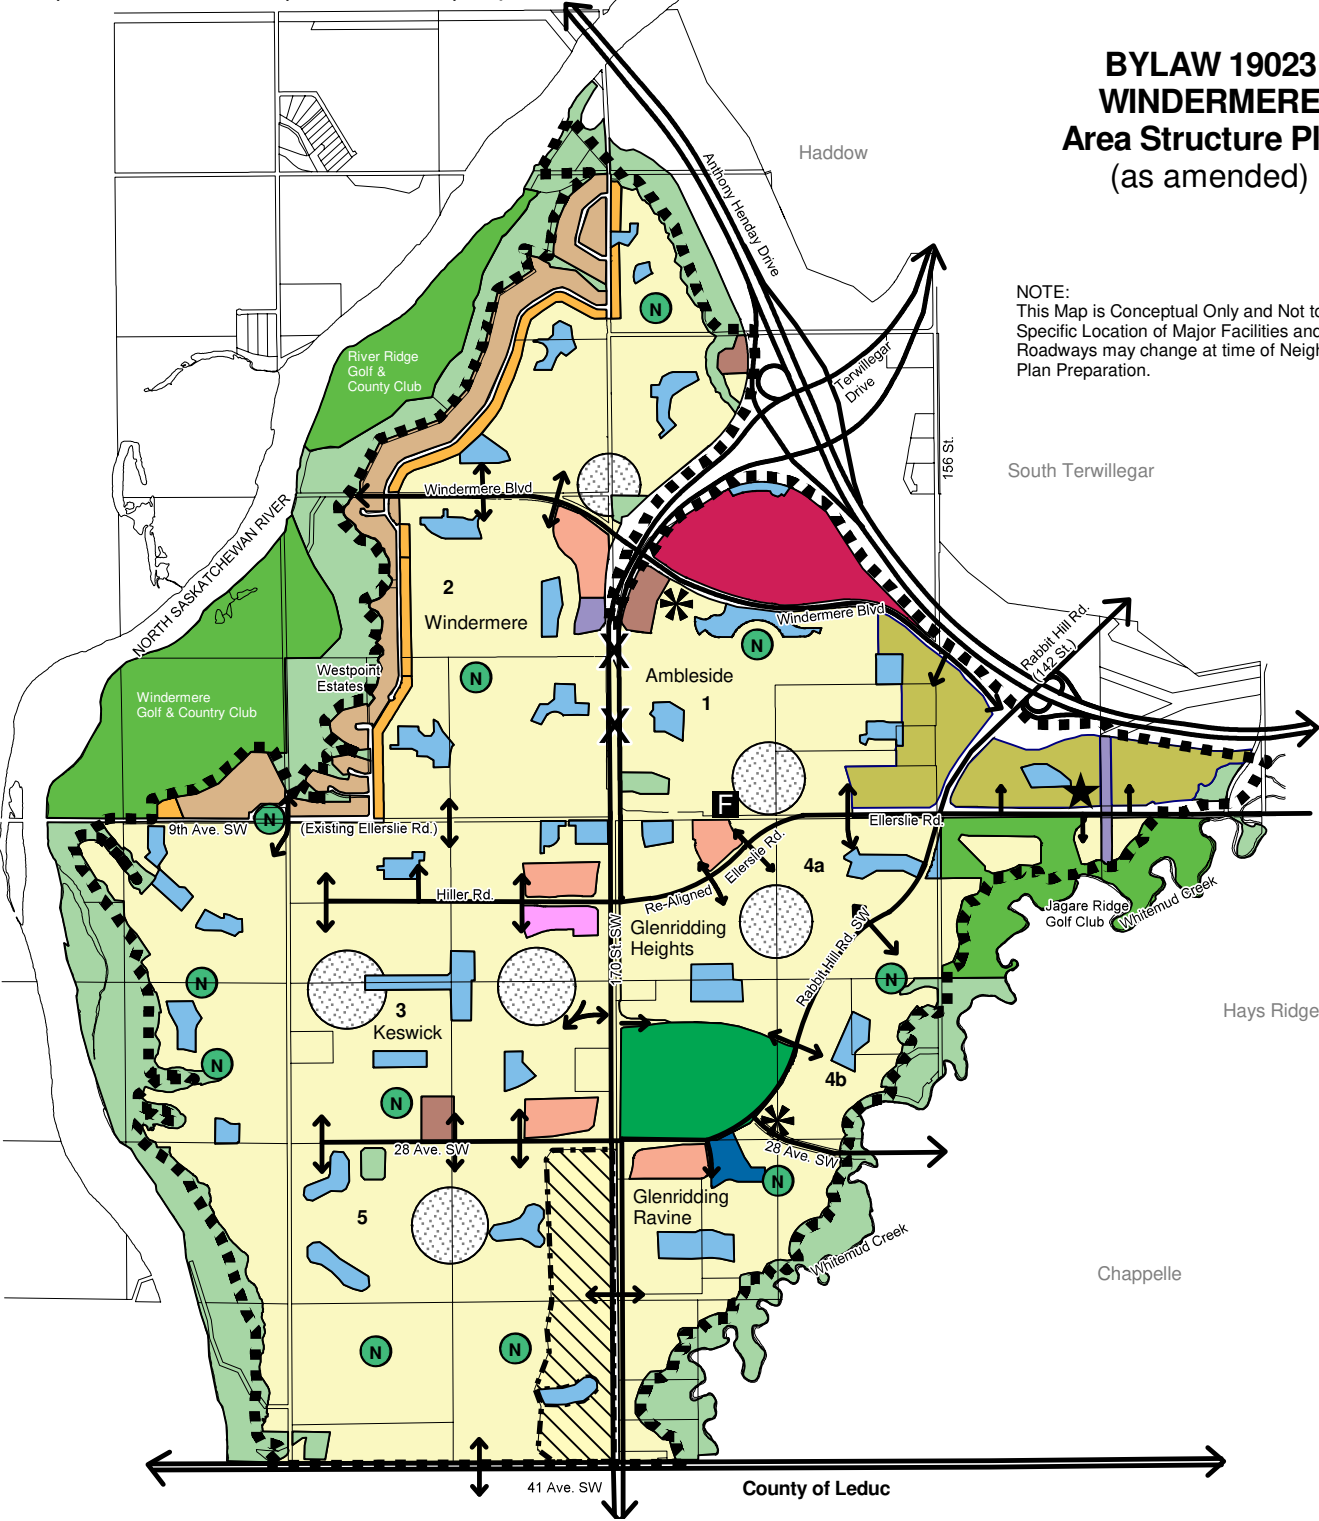 BYLAW 19023
WINDERMERE
Area Structure Pl
(as amended)
Haddow
Anthony Henday Drive
NOTE:
This Map is Conceptual Only and Not to
Specific Location of Major Facilities and
Roadways may change at time of Neigh
Plan Preparation.
N
River Ridge
Golf &
County Club
Terwillegar
Drive
156 St.
South Terwillegar
Windermere Blvd
NORTH SASKATCHEWAN RIVER
2
Windermere
Windermere Blvd
Rabbit Hill Rd.
(142 St.)
N
X
Westpoint
Estates
N
Ambleside
1
Windermere
Golf & Country Club
X
F
N
9th Ave. SW
(Existing Ellerslie Rd.)
Ellerslie Rd.
Re-Aligned Ellerslie Rd.
4a
Hiller Rd.
Jagare Ridge
Golf Club
Whitemud Creek
Glenridding
Heights
170 St. SW
Rabbit Hill Rd. SW
N
N
3
Keswick
Hays Ridge
N
4b
N
28 Ave. SW
28 Ave. SW
N
Glenridding
Ravine
5
Whitemud Creek
Chappelle
N
N
41 Ave. SW
County of Leduc